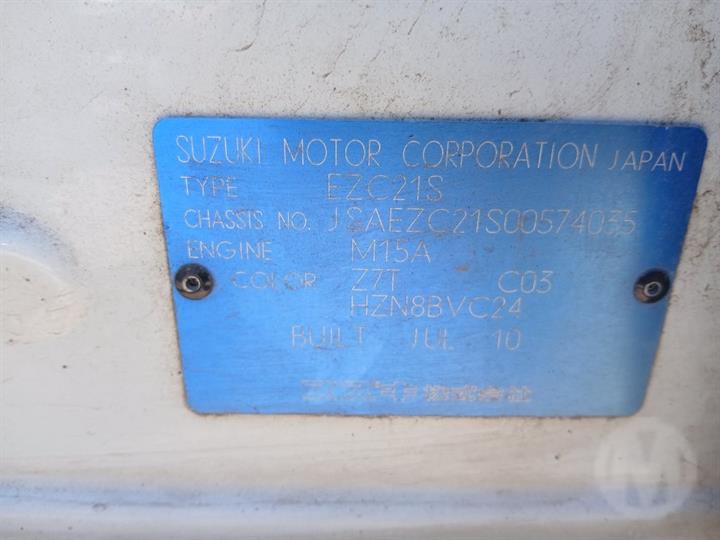 SUZUKI MOTOR CORPORATION JAPAN
TYPE EZC21S
CHASSIS NO. JSAEZC21S00574035
ENGINE M15A
COLOR Z7T C03
HZN8BVC24
BUILT JUL 10
M